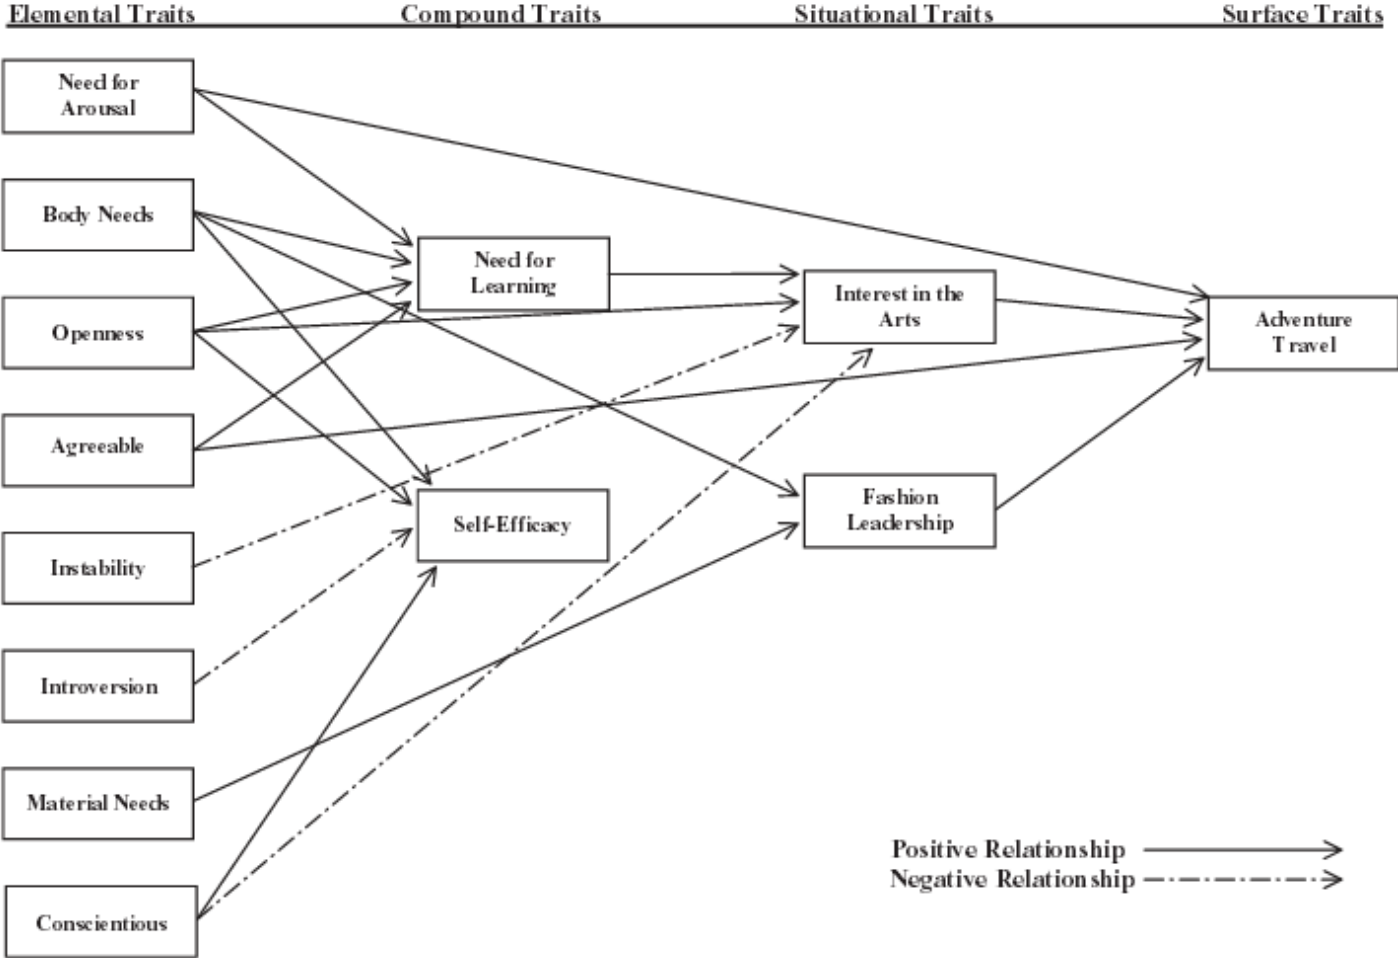 Elemental Traits
Compound Traits
Situational Traits
Surface Traits
Need for
Arousal
Body Needs
Openness
Agreeable
Instability
Introversion
Material Needs
Conscientious
Need for
Learning
Self-Efficacy
Interest in the
Arts
Fashion
Leadership
Adventure
Travel
Positive Relationship
Negative Relationship